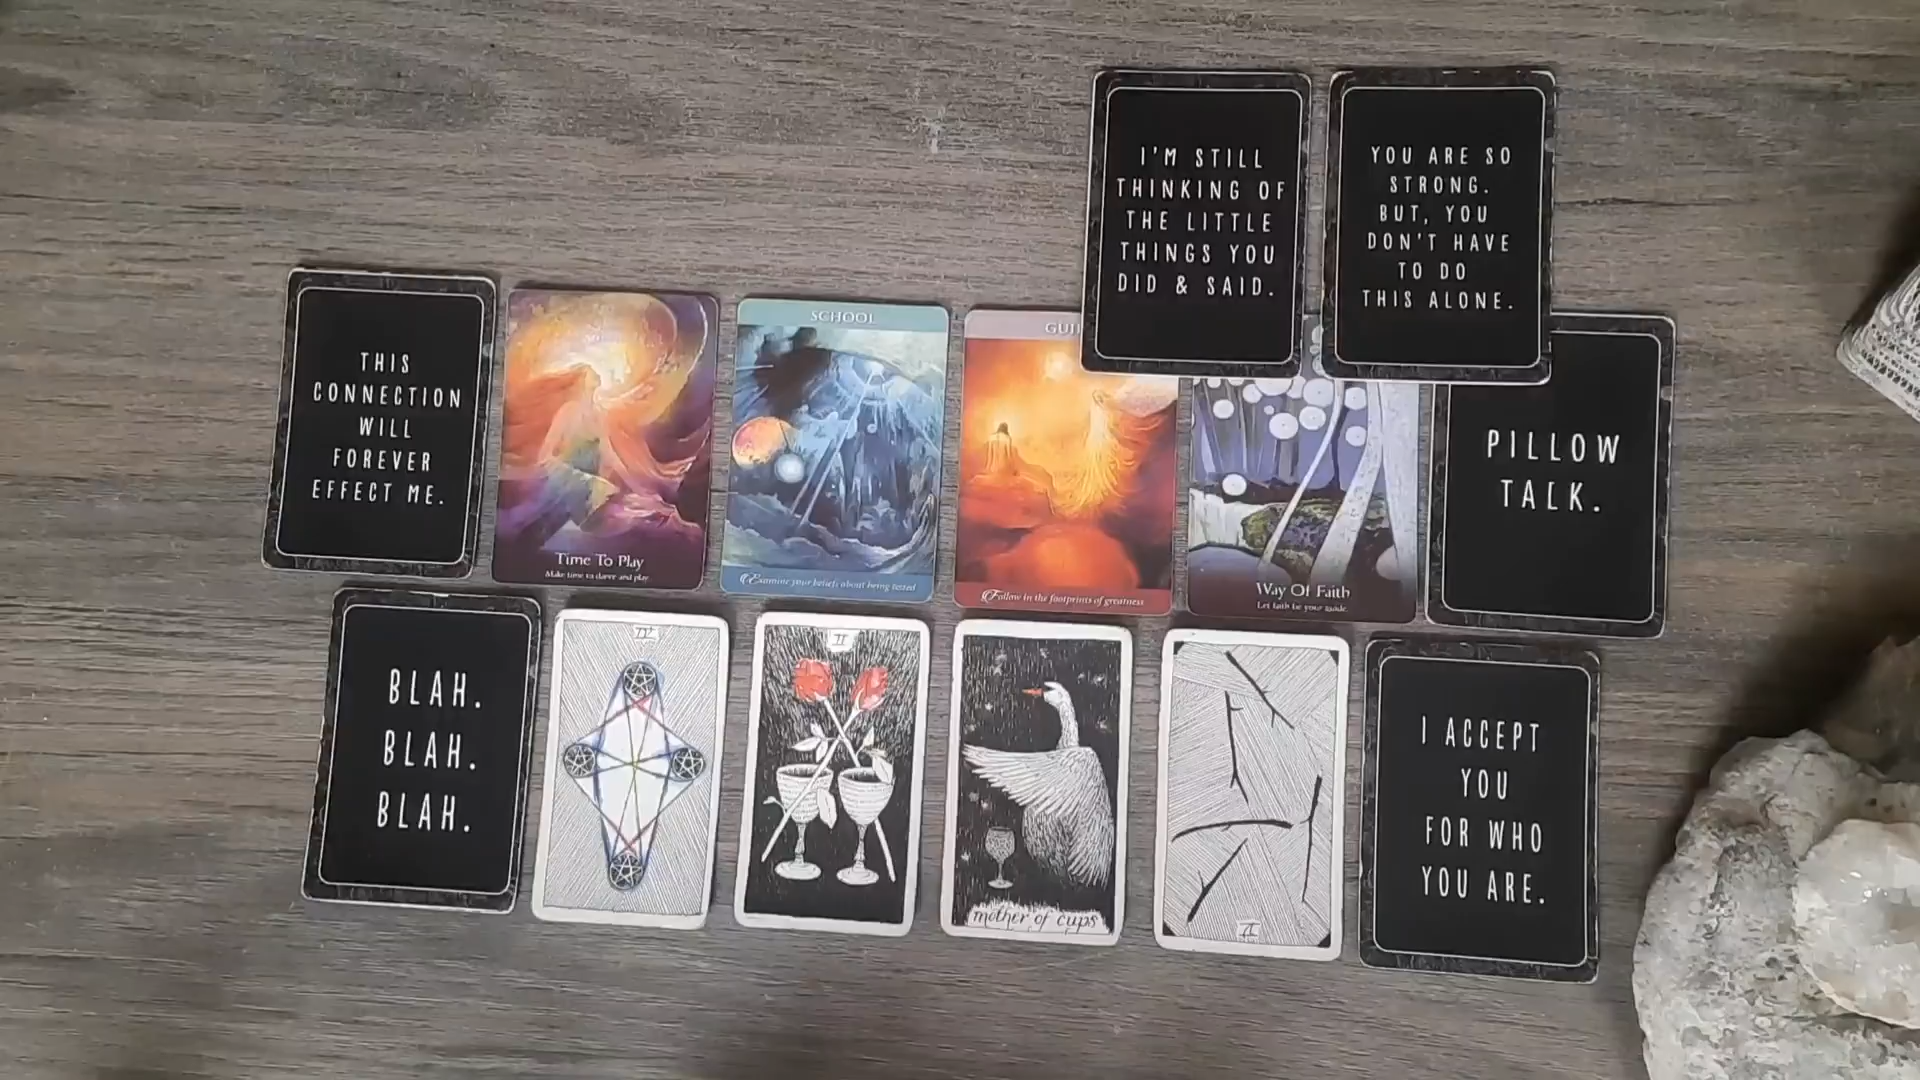 I'M STILL
THINKING OF
THE LITTLE
THINGS YOU
DID & SAID.
YOU ARE SO
STRONG.
BUT, YOU
DON'T HAVE
TO DO
THIS ALONE.
THIS
CONNECTION
WILL
FOREVER
EFFECT ME.
Time To Play
Make time to dance and play
SCHOOL
Examine your beliefs about being tested
GUI
Follow in the footprints of greatness
Way Of Faith
Let faith be your guide.
PILLOW
TALK.
BLAH.
BLAH.
BLAH.
IV
II
mother of cups
I ACCEPT
YOU
FOR WHO
YOU ARE.